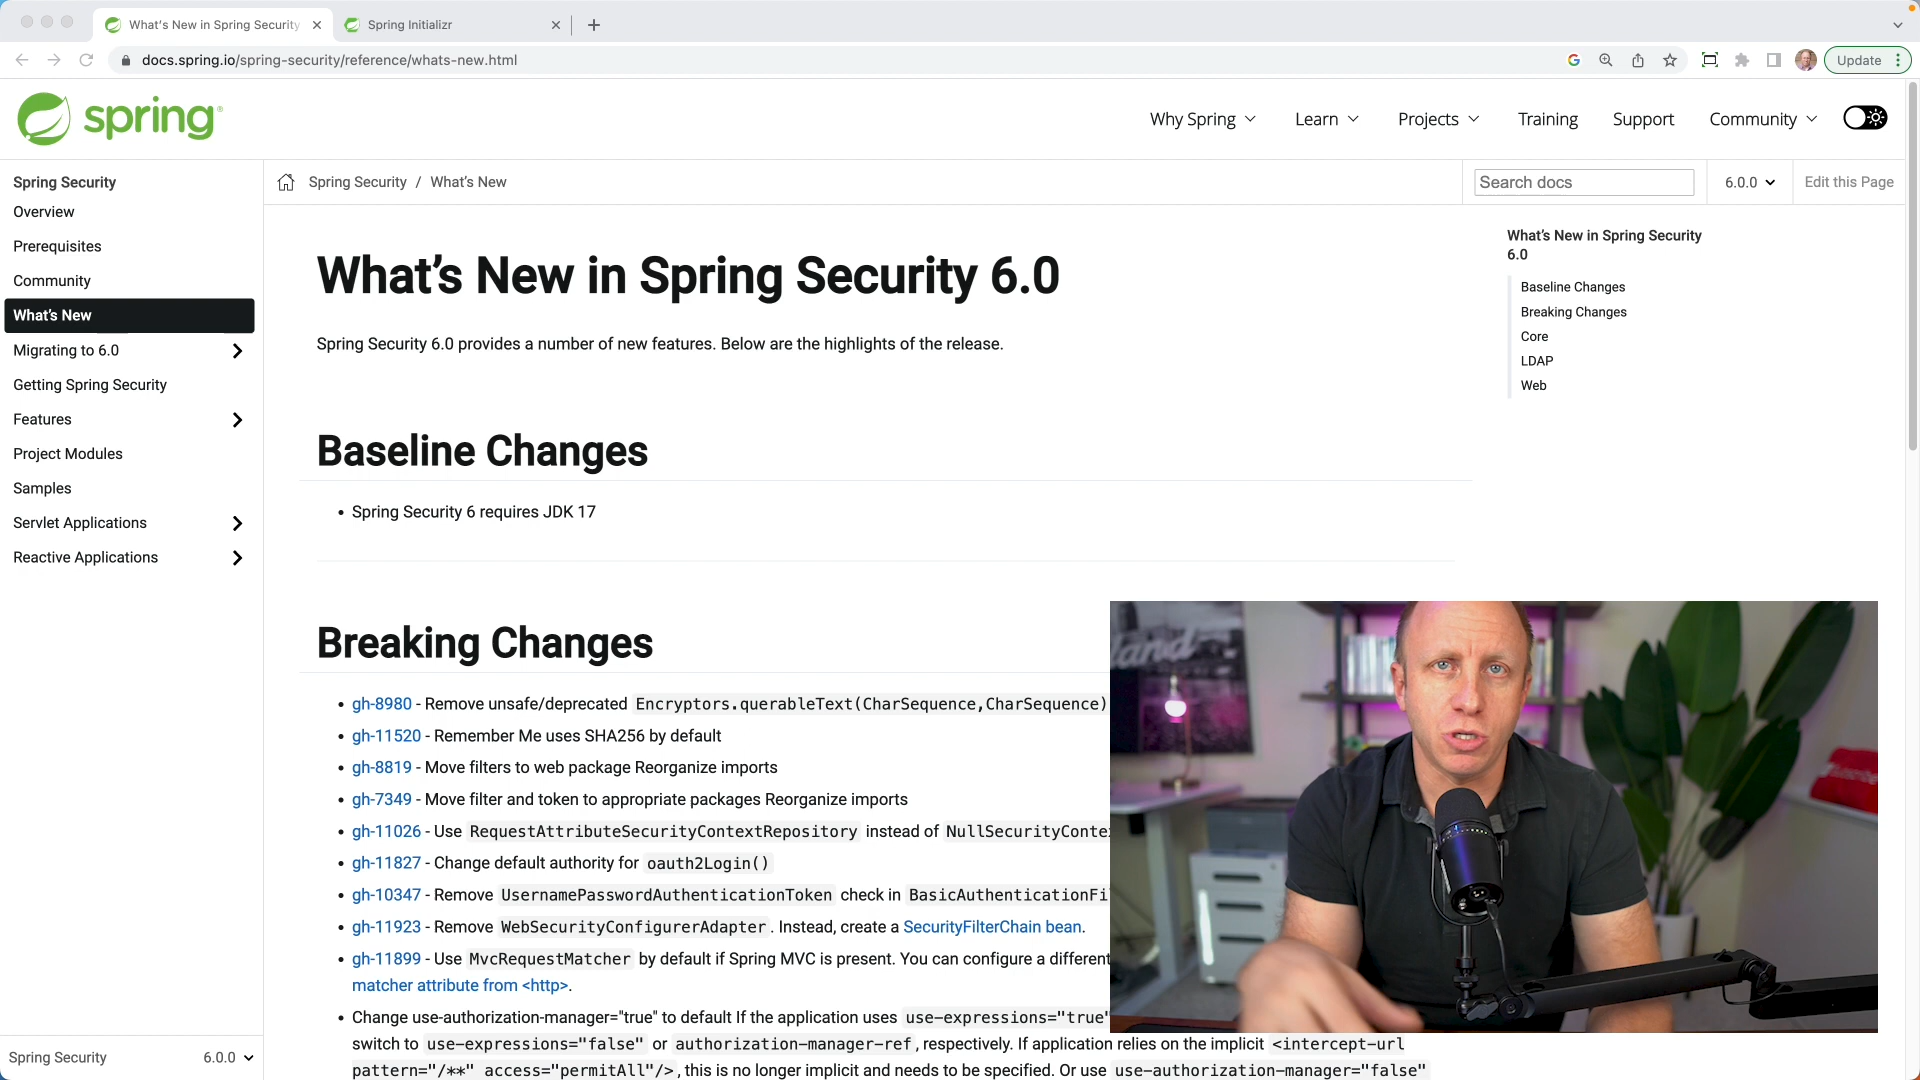 What's New in Spring Security
Spring Initializr
docs.spring.io/spring-security/reference/whats-new.html
Update
spring
Why Spring
Learn
Projects
Training
Support
Community
Spring Security
Overview
Prerequisites
Community
What's New
Migrating to 6.0
Getting Spring Security
Features
Project Modules
Samples
Servlet Applications
Reactive Applications
Spring Security 6.0.0
Spring Security / What's New
Search docs
6.0.0
Edit this Page
What's New in Spring Security 6.0
Spring Security 6.0 provides a number of new features. Below are the highlights of the release.
Baseline Changes
• Spring Security 6 requires JDK 17
Breaking Changes
• gh-8980 - Remove unsafe/deprecated Encryptors.querableText(CharSequence,CharSequence)
• gh-11520 - Remember Me uses SHA256 by default
• gh-8819 - Move filters to web package Reorganize imports
• gh-7349 - Move filter and token to appropriate packages Reorganize imports
• gh-11026 - Use RequestAttributeSecurityContextRepository instead of NullSecurityConte
• gh-11827 - Change default authority for oauth2Login()
• gh-10347 - Remove UsernamePasswordAuthenticationToken check in BasicAuthenticationFi
• gh-11923 - Remove WebSecurityConfigurerAdapter. Instead, create a SecurityFilterChain bean.
• gh-11899 - Use MvcRequestMatcher by default if Spring MVC is present. You can configure a different
matcher attribute from <http>.
• Change use-authorization-manager="true" to default If the application uses use-expressions="true"
switch to use-expressions="false" or authorization-manager-ref, respectively. If application relies on the implicit <intercept-url
pattern="/**" access="permitAll"/>, this is no longer implicit and needs to be specified. Or use use-authorization-manager="false"
What's New in Spring Security
6.0
Baseline Changes
Breaking Changes
Core
LDAP
Web
land